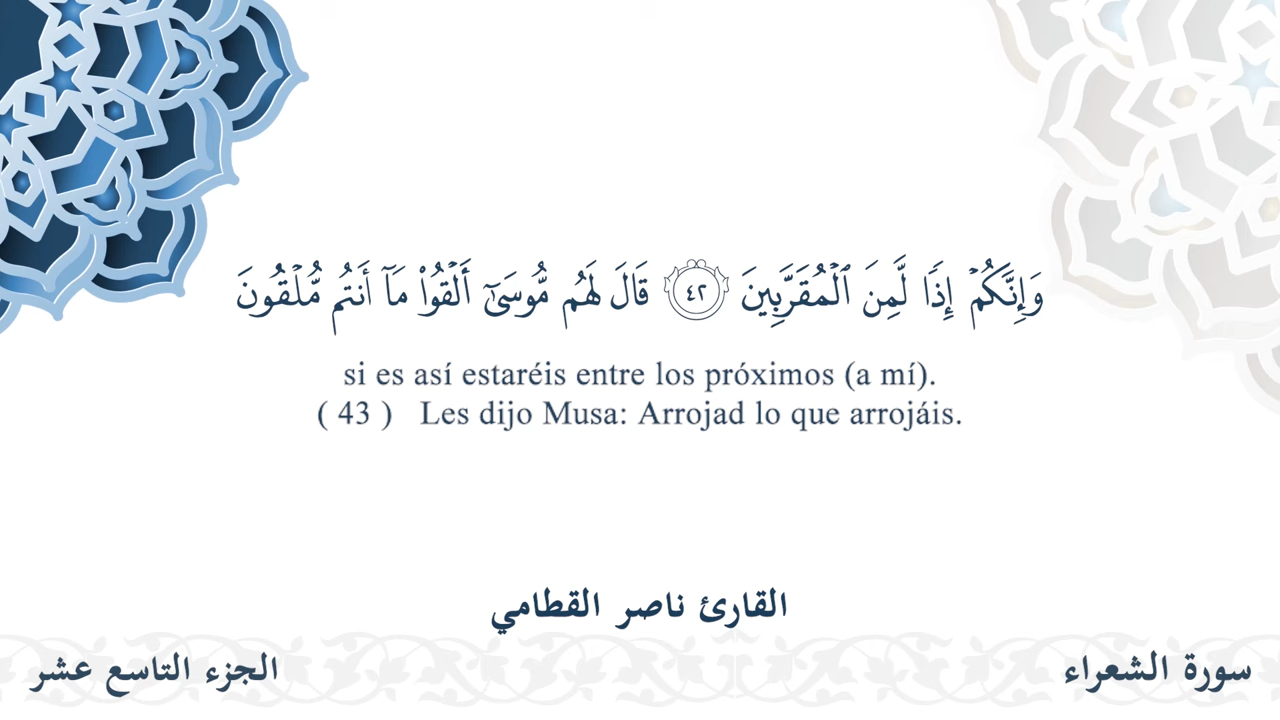 وَإِنَّكُمْ إِذًا لَّمِنَ ٱلْمُقَرَّبِينَ ٤٢ قَالَ لَهُم مُّوسَىٰٓ أَلْقُوا۟ مَآ أَنتُم مُّلْقُونَ
si es así estaréis entre los próximos (a mí).
( 43 ) Les dijo Musa: Arrojad lo que arrojáis.
القارئ ناصر القطامي
سورة الشعراء
الجزء التاسع عشر